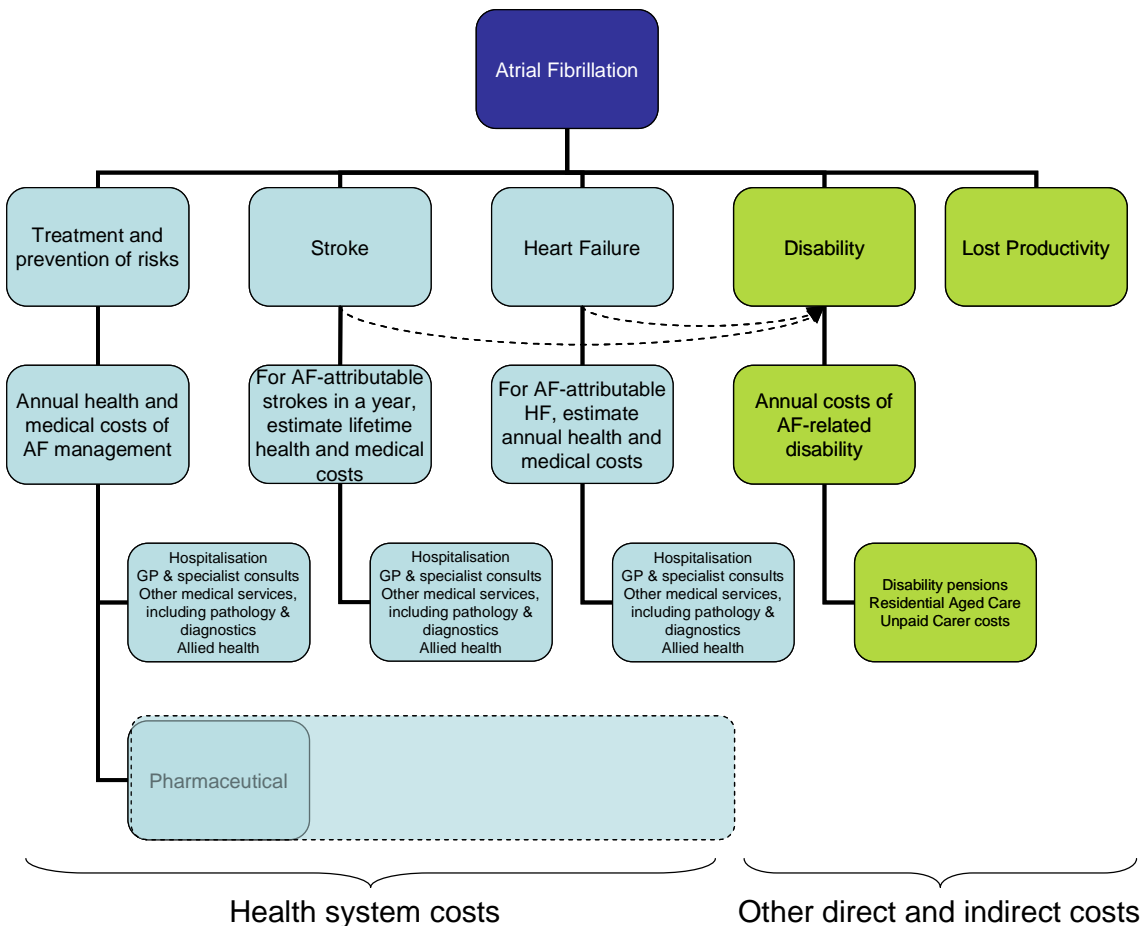 Atrial Fibrillation
Treatment and
prevention of risks
Stroke
Heart Failure
Disability
Lost Productivity
Annual health and
medical costs of
AF management
For AF-attributable
strokes in a year,
estimate lifetime
health and medical
costs
For AF-attributable
HF, estimate
annual health and
medical costs
Annual costs of
AF-related
disability
Hospitalisation
GP & specialist consults
Other medical services,
including pathology &
diagnostics
Allied health
Hospitalisation
GP & specialist consults
Other medical services,
including pathology &
diagnostics
Allied health
Hospitalisation
GP & specialist consults
Other medical services,
including pathology &
diagnostics
Allied health
Disability pensions
Residential Aged Care
Unpaid Carer costs
Pharmaceutical
Health system costs
Other direct and indirect costs